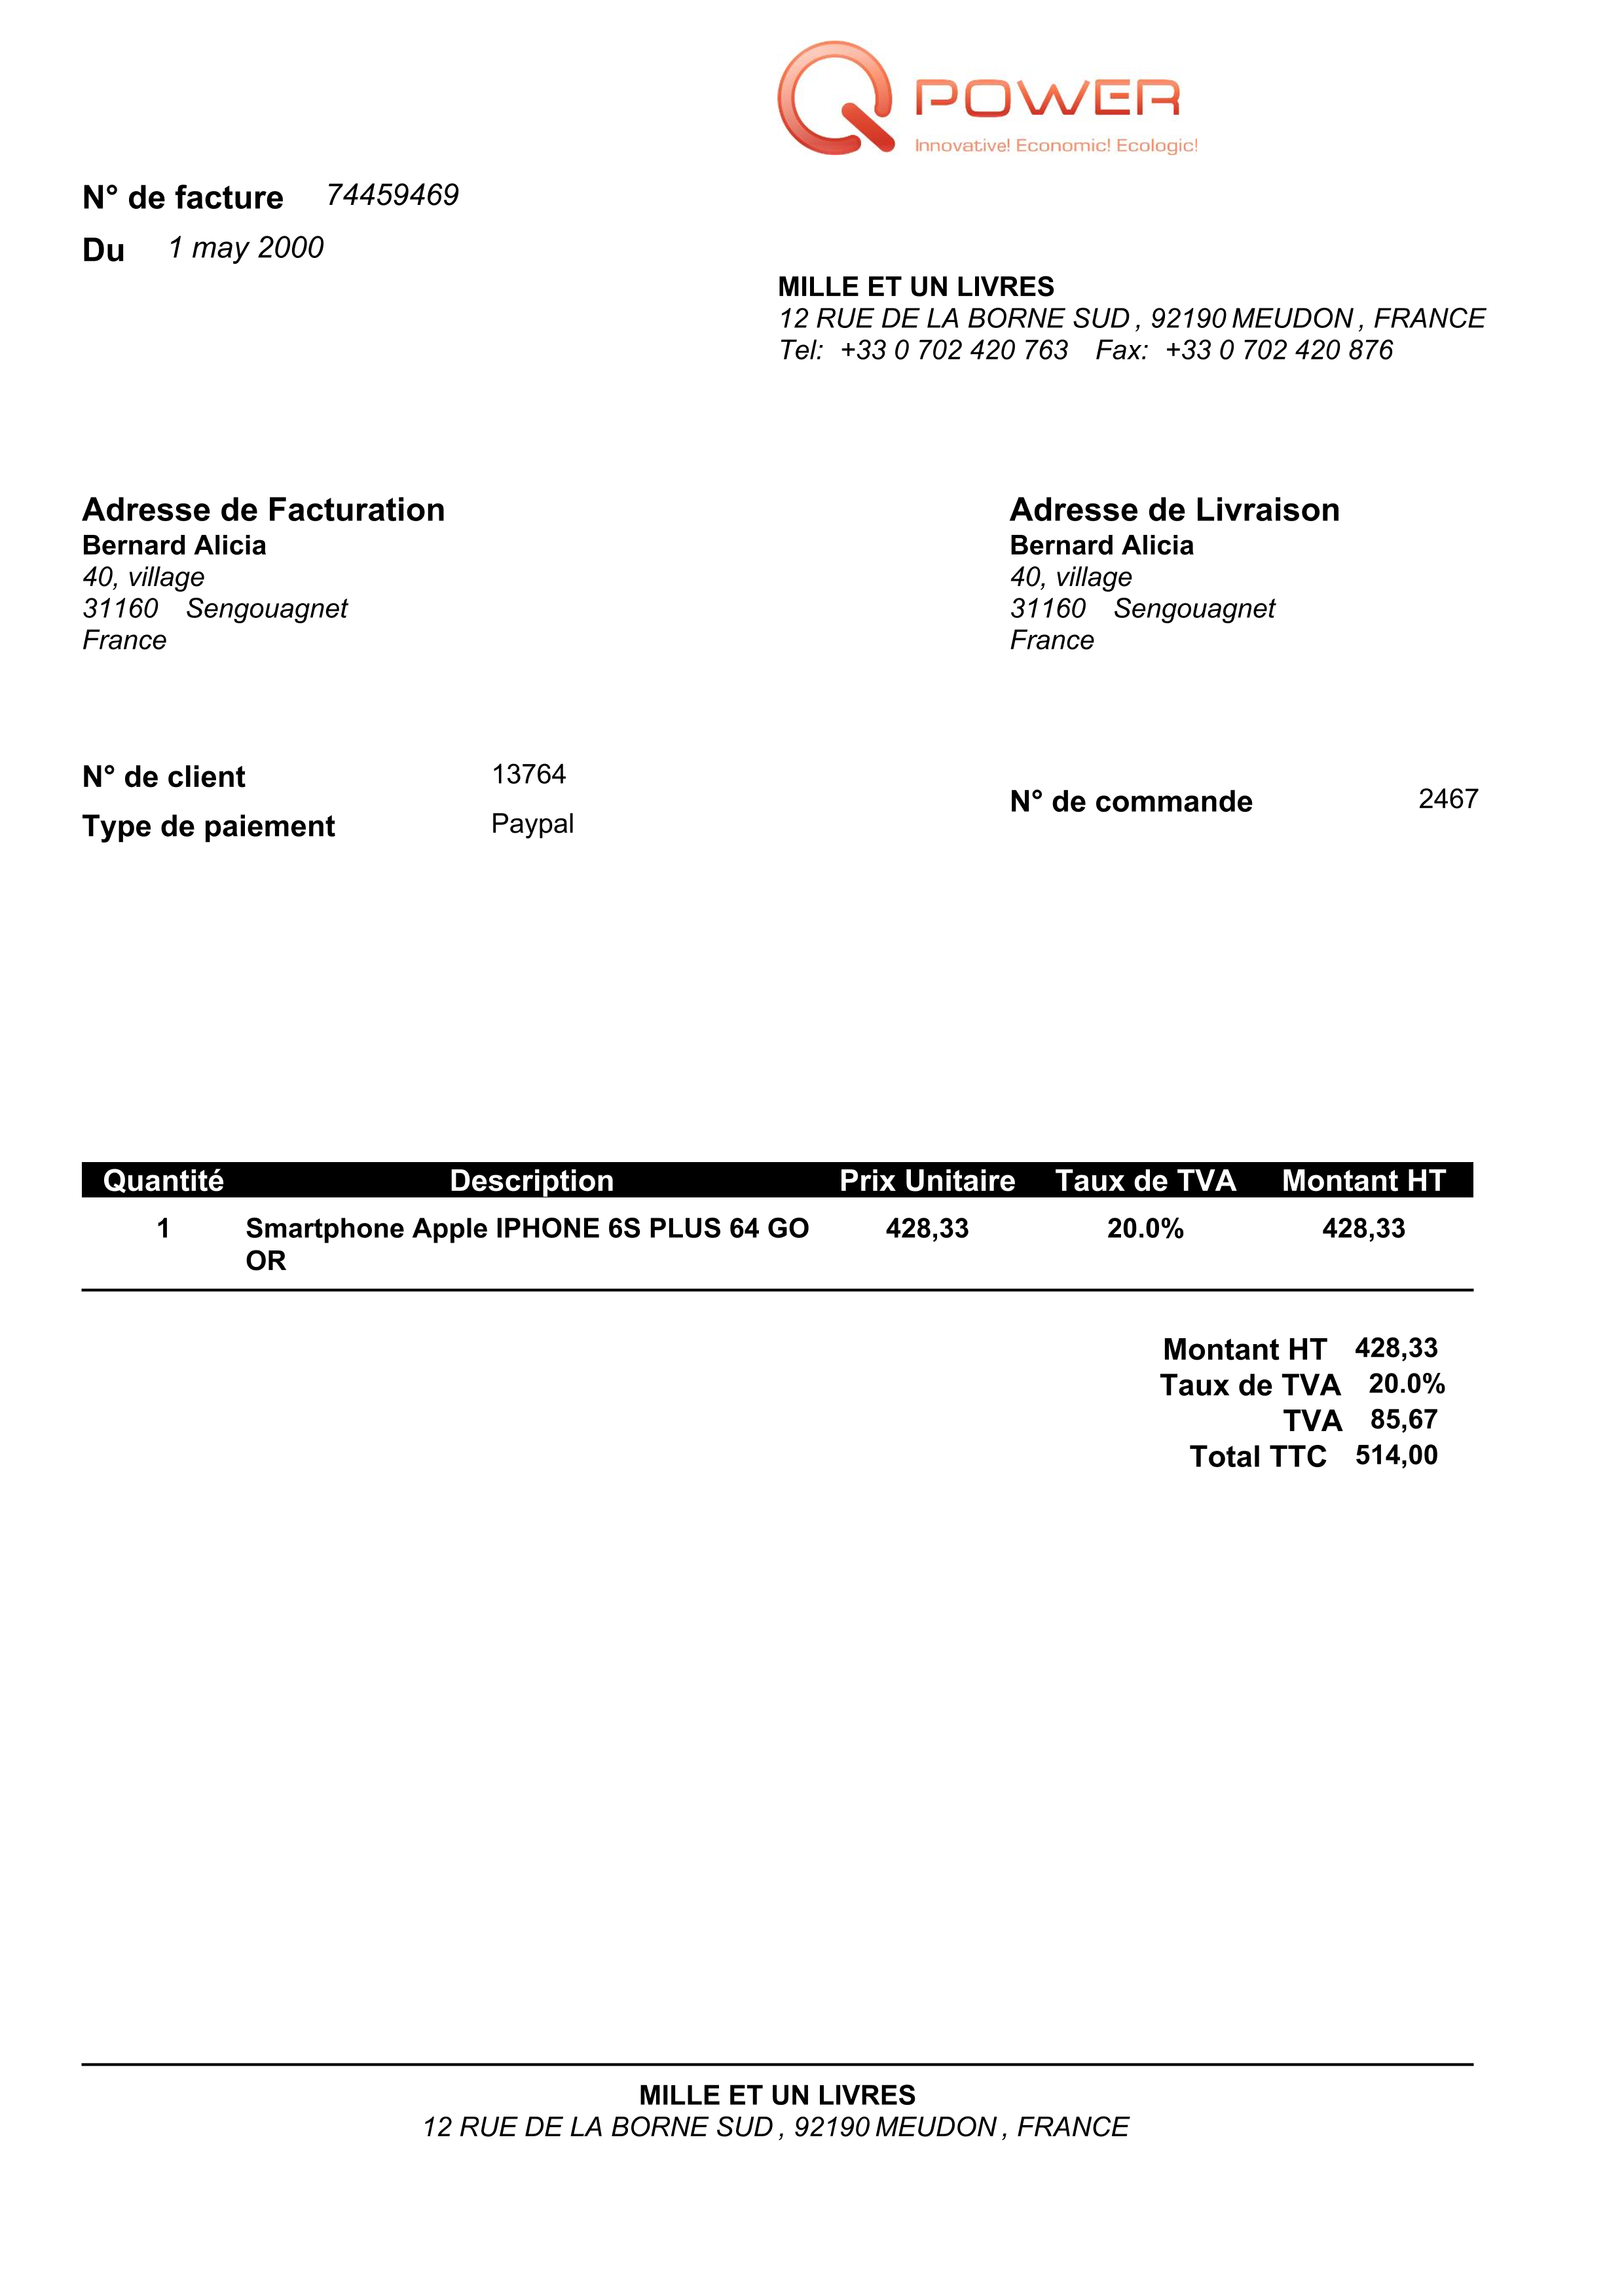 POWER
Innovative! Economic! Ecologic!
N° de facture 74459469
Du 1 may 2000
MILLE ET UN LIVRES
12 RUE DE LA BORNE SUD , 92190 MEUDON , FRANCE
Tel: +33 0 702 420 763 Fax: +33 0 702 420 876
Adresse de Facturation
Bernard Alicia
40, village
31160 Sengouagnet
France
Adresse de Livraison
Bernard Alicia
40, village
31160 Sengouagnet
France
N° de client 13764
Type de paiement Paypal
N° de commande 2467
Quantité Description Prix Unitaire Taux de TVA Montant HT
1 Smartphone Apple IPHONE 6S PLUS 64 GO 428,33 20.0% 428,33
OR
Montant HT 428,33
Taux de TVA 20.0%
TVA 85,67
Total TTC 514,00
MILLE ET UN LIVRES
12 RUE DE LA BORNE SUD , 92190 MEUDON , FRANCE